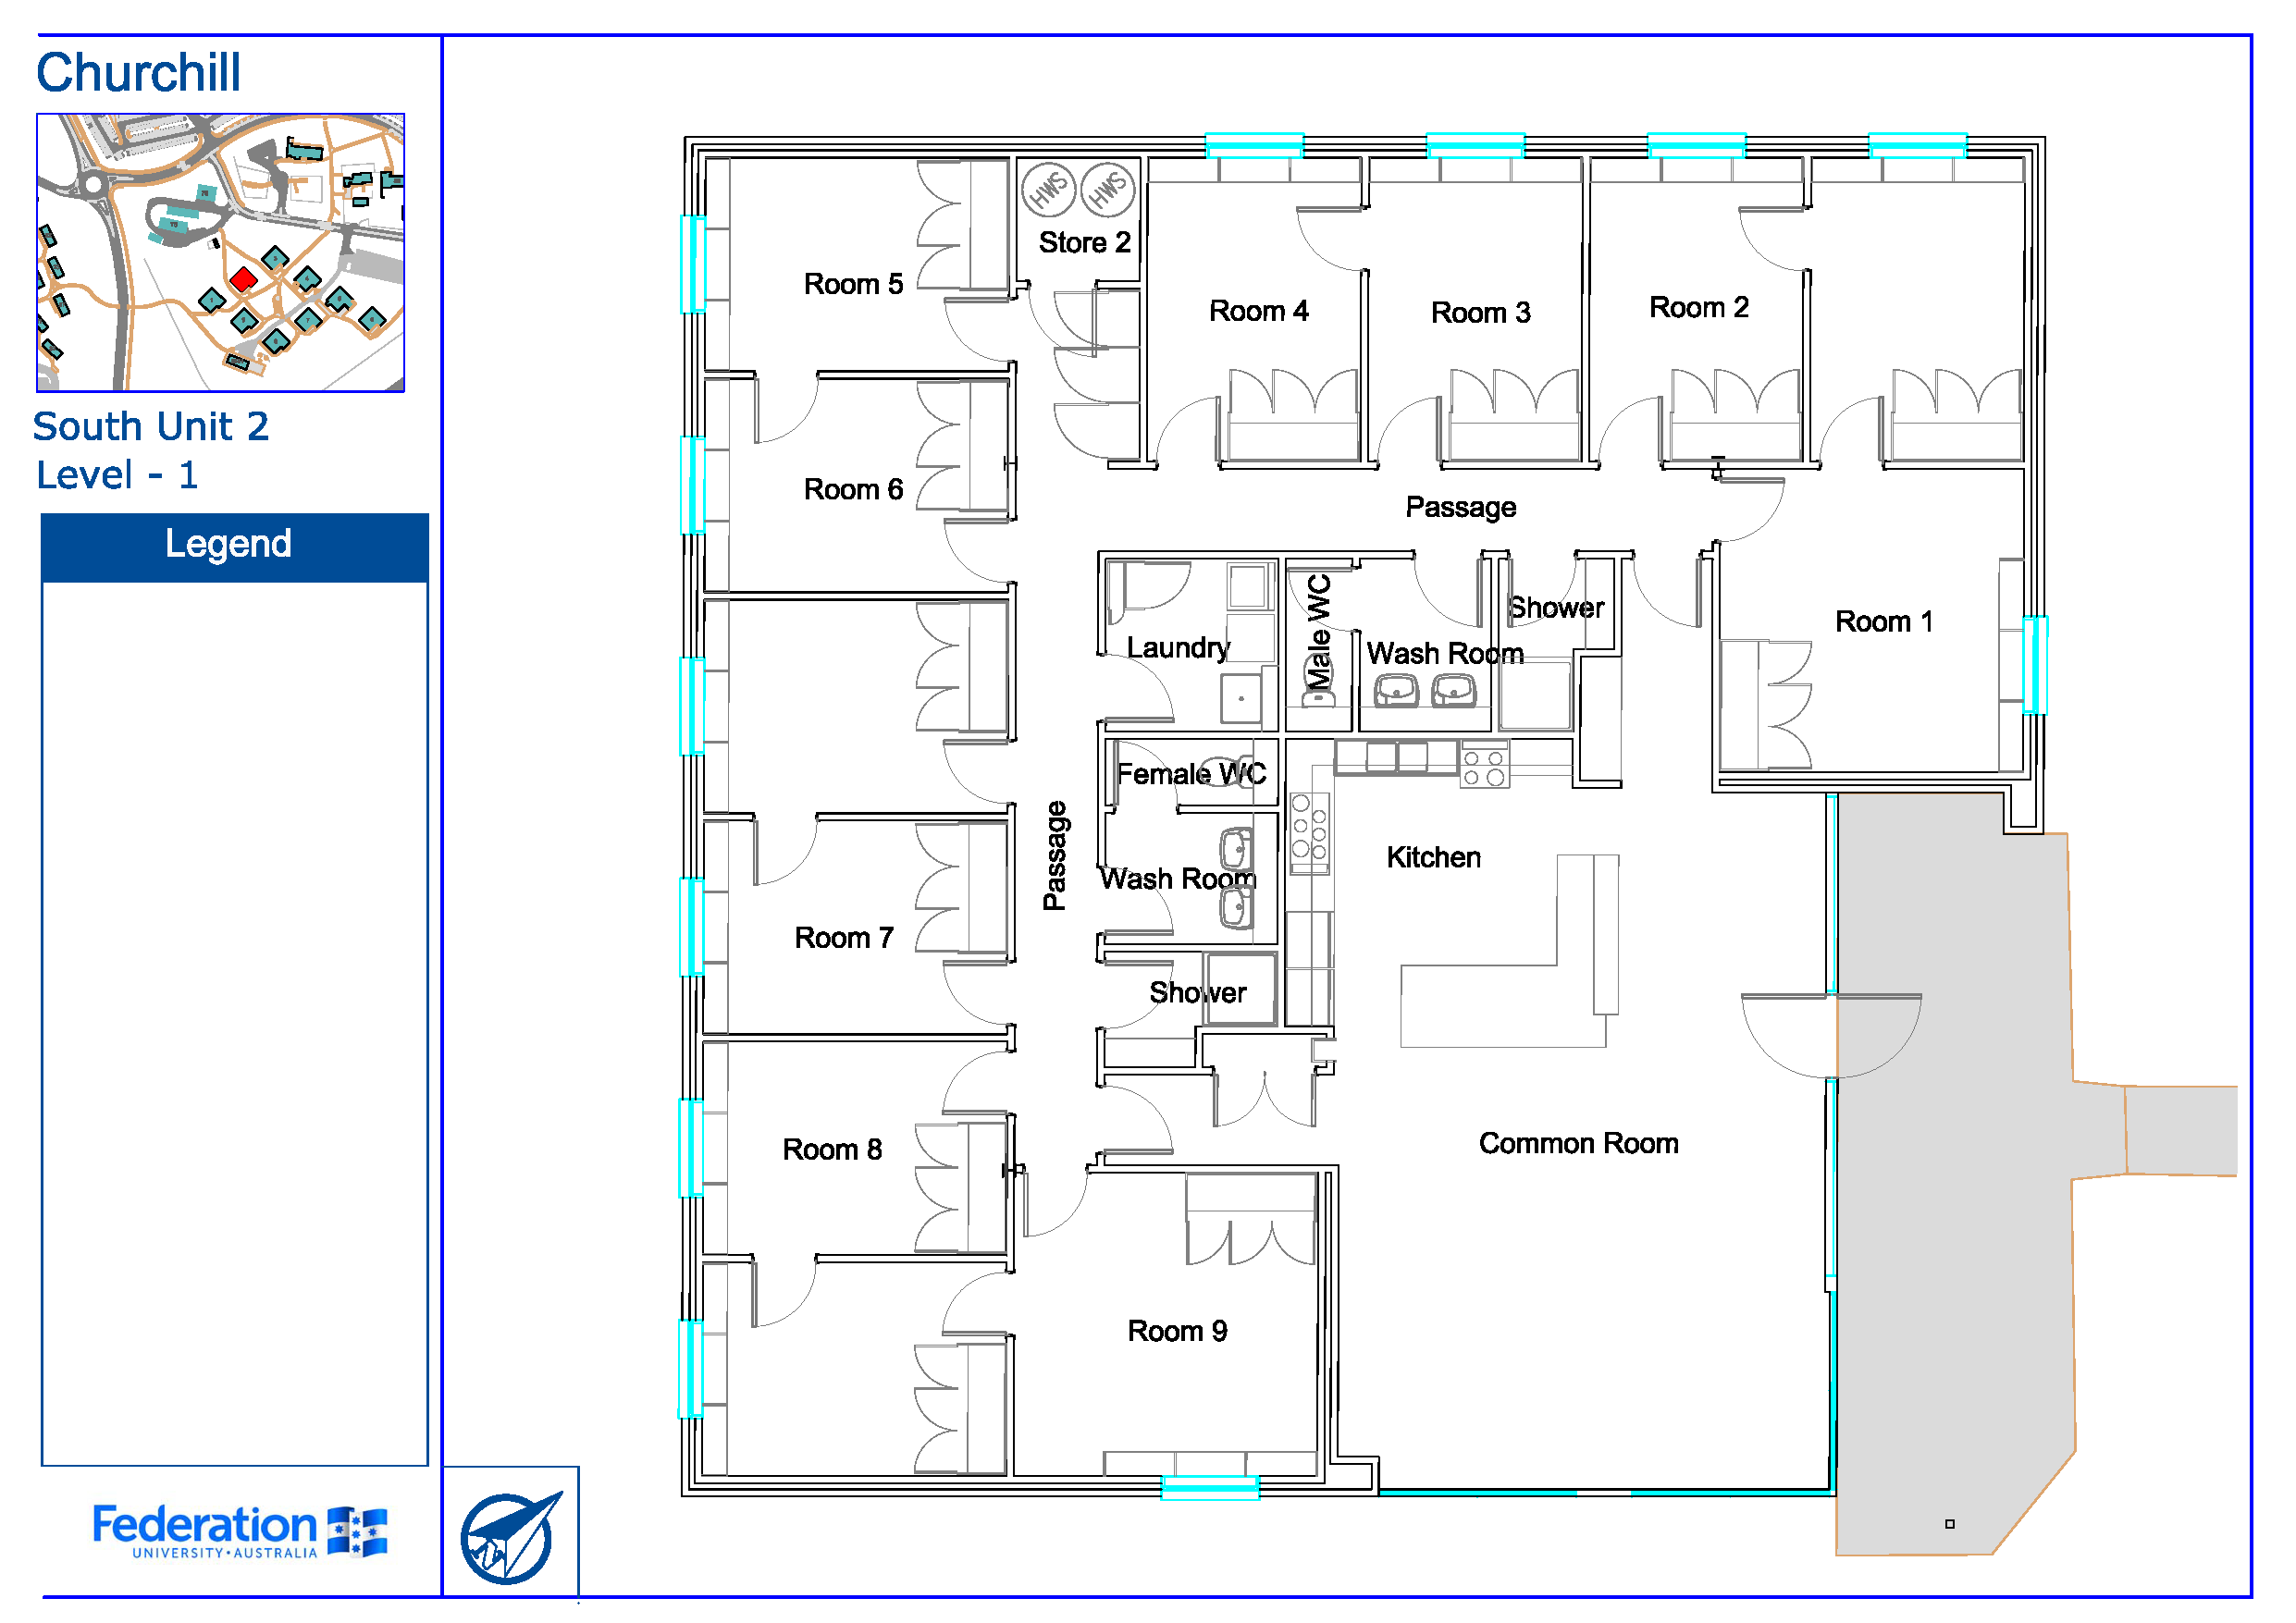 Churchill
South Unit 2
Level - 1
Legend
Federation
UNIVERSITY • AUSTRALIA
N
HWS HWS
Store 2
Room 5
Room 4
Room 3
Room 2
Room 6
Passage
Male WC
Shower
Room 1
Laundry
Wash Room
Female WC
Passage
Kitchen
Wash Room
Room 7
Shower
Common Room
Room 8
Room 9